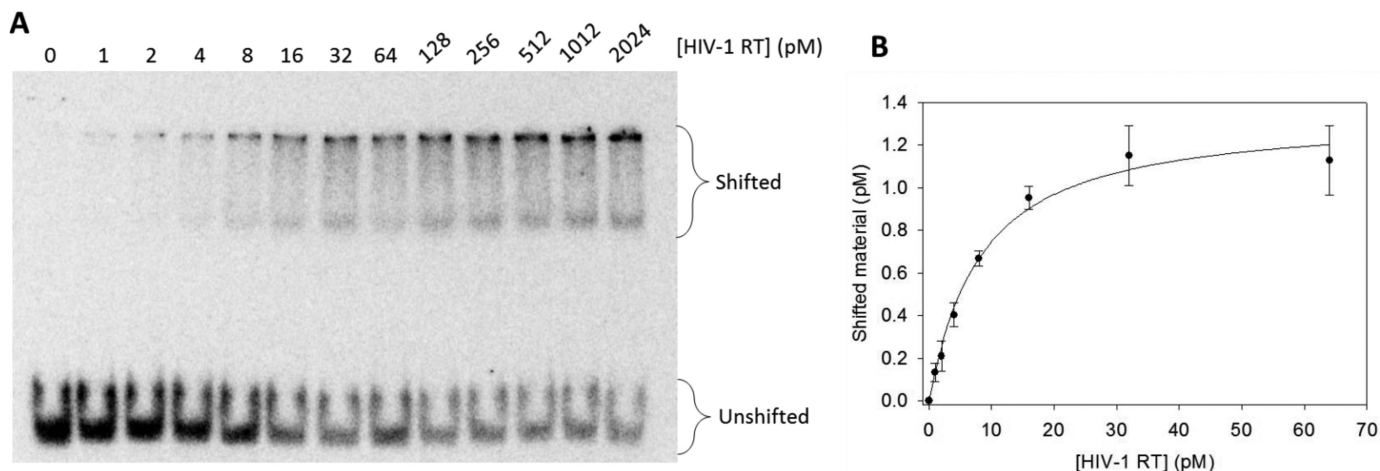 A
0 1 2 4 8 16 32 64 128 256 512 1012 2024 [HIV-1 RT] (pM)
Shifted
Unshifted
B
Shifted material (pM)
1.4
1.2
1.0
0.8
0.6
0.4
0.2
0.0
0 10 20 30 40 50 60 70
[HIV-1 RT] (pM)